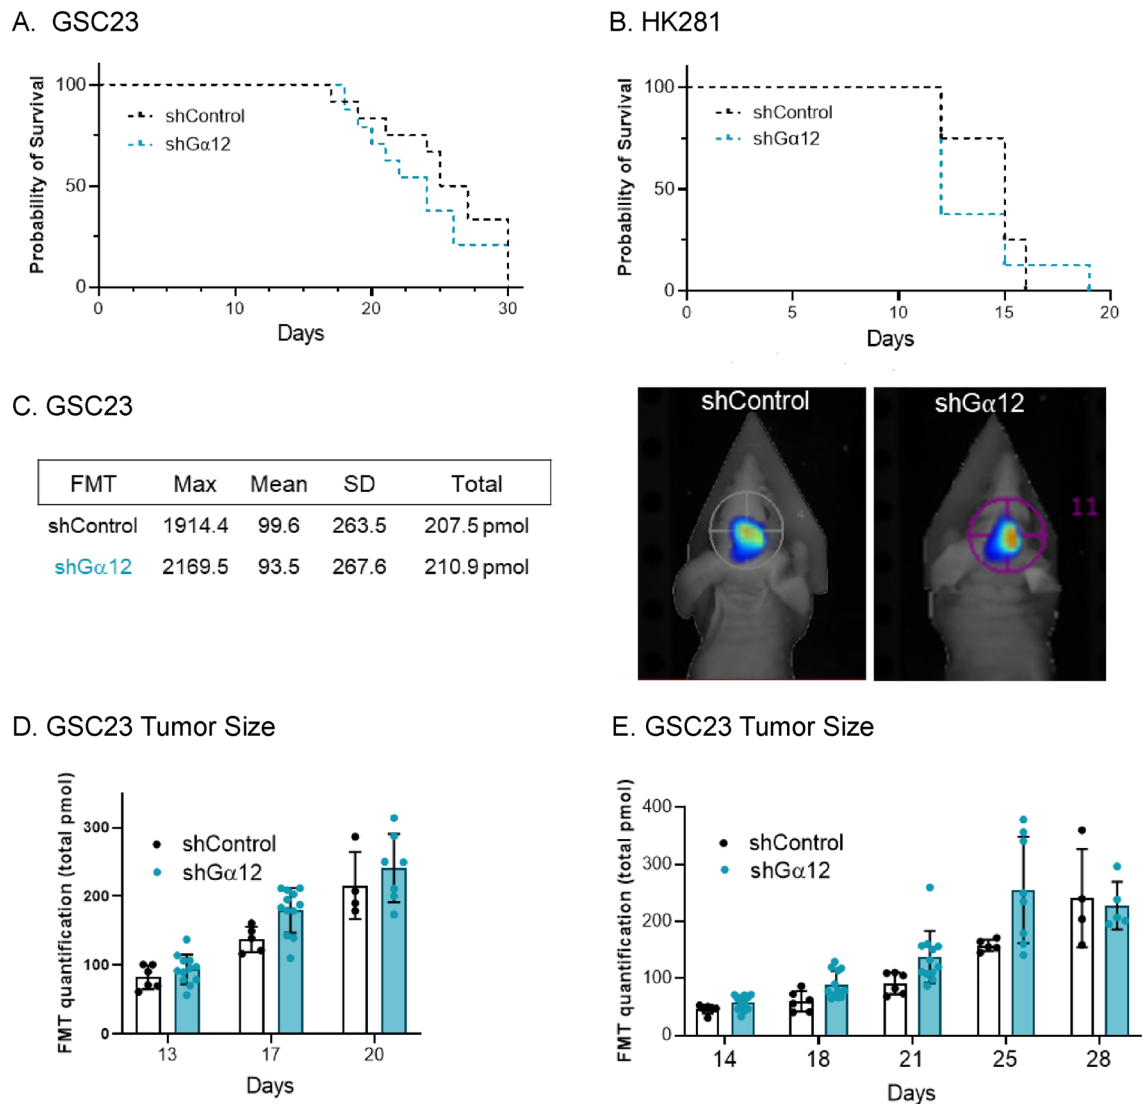 A. GSC23
B. HK281
Probability of Survival
100
50
0
shControl
shGα12
0 10 20 30
Days
Probability of Survival
100
50
0
shControl
shGα12
0 5 10 15 20
Days
C. GSC23
FMT Max Mean SD Total
shControl 1914.4 99.6 263.5 207.5 pmol
shGα12 2169.5 93.5 267.6 210.9 pmol
shControl
4
shGα12
11
D. GSC23 Tumor Size
E. GSC23 Tumor Size
FMT quantification (total pmol)
300
200
100
0
shControl
shGα12
13 17 20
Days
FMT quantification (total pmol)
400
300
200
100
0
shControl
shGα12
14 18 21 25 28
Days